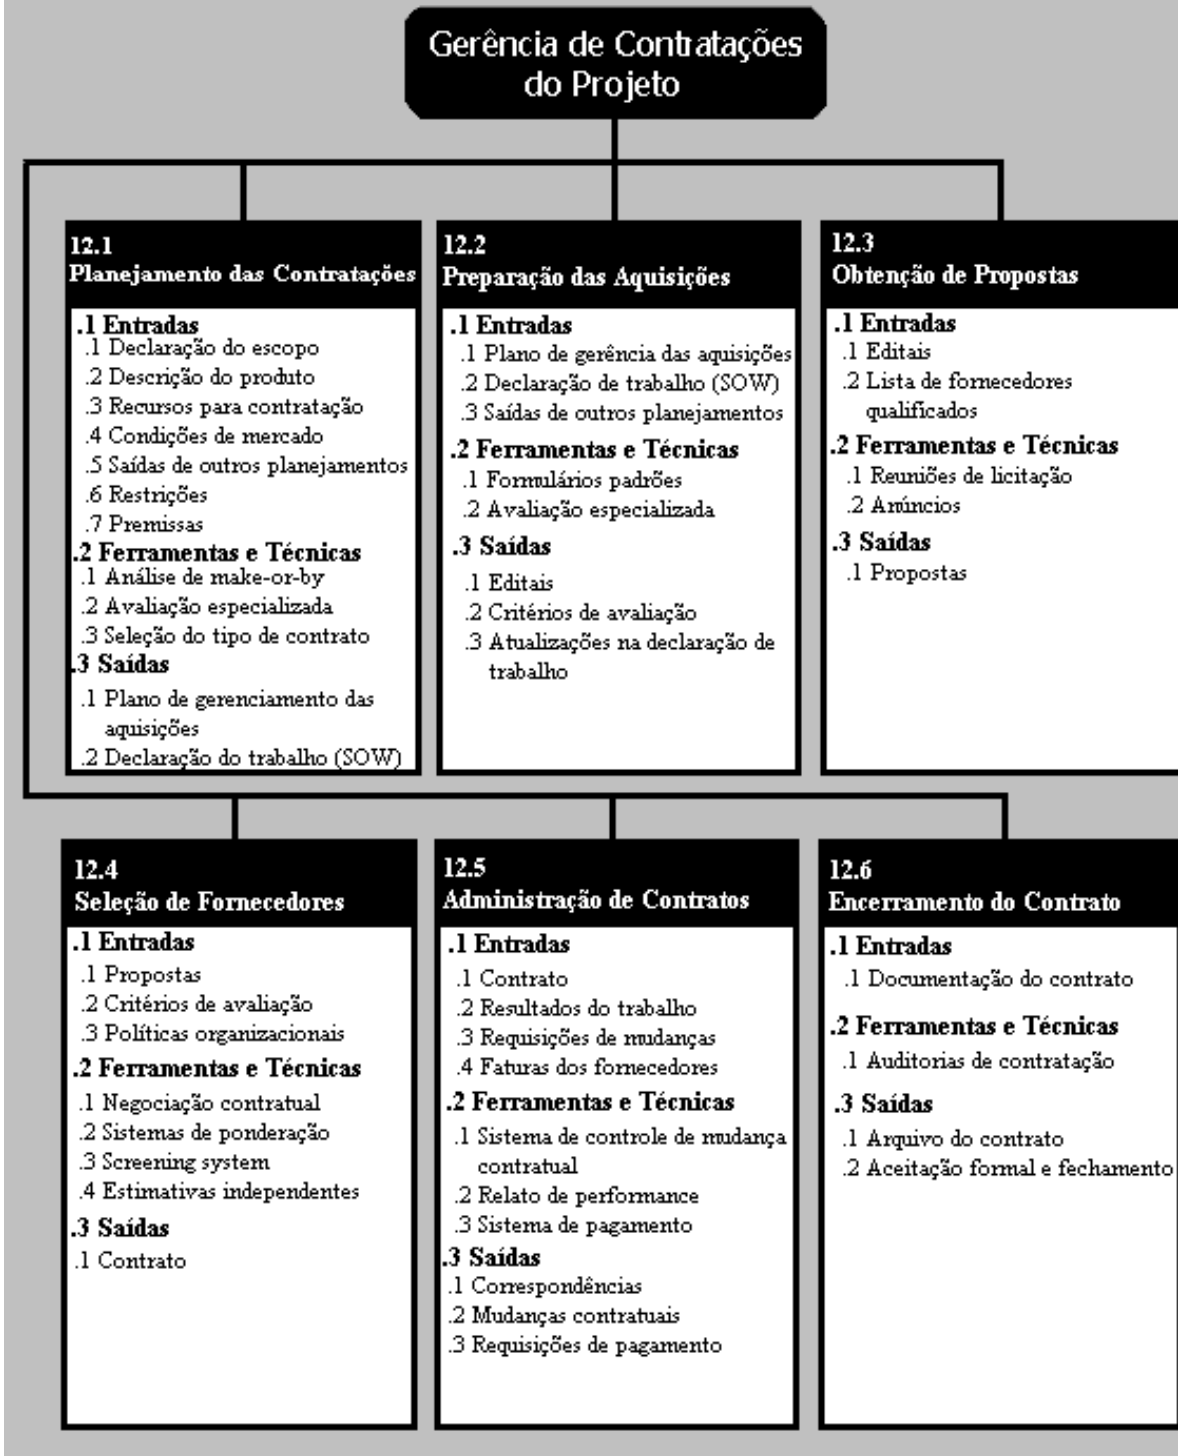 Gerência de Contratações
do Projeto
12.1
Planejamento das Contratações
.1 Entradas
.1 Declaração do escopo
.2 Descrição do produto
.3 Recursos para contratação
.4 Condições de mercado
.5 Saídas de outros planejamentos
.6 Restrições
.7 Premissas
.2 Ferramentas e Técnicas
.1 Análise de make-or-by
.2 Avaliação especializada
.3 Seleção do tipo de contrato
.3 Saídas
.1 Plano de gerenciamento das
aquisições
.2 Declaração do trabalho (SOW)
12.2
Preparação das Aquisições
.1 Entradas
.1 Plano de gerência das aquisições
.2 Declaração de trabalho (SOW)
.3 Saídas de outros planejamentos
.2 Ferramentas e Técnicas
.1 Formulários padrões
.2 Avaliação especializada
.3 Saídas
.1 Editais
.2 Critérios de avaliação
.3 Atualizações na declaração de
trabalho
12.3
Obtenção de Propostas
.1 Entradas
.1 Editais
.2 Lista de fornecedores
qualificados
.2 Ferramentas e Técnicas
.1 Reuniões de licitação
.2 Anúncios
.3 Saídas
.1 Propostas
12.4
Seleção de Fornecedores
.1 Entradas
.1 Propostas
.2 Critérios de avaliação
.3 Políticas organizacionais
.2 Ferramentas e Técnicas
.1 Negociação contratual
.2 Sistemas de ponderação
.3 Screening system
.4 Estimativas independentes
.3 Saídas
.1 Contrato
12.5
Administração de Contratos
.1 Entradas
.1 Contrato
.2 Resultados do trabalho
.3 Requisições de mudanças
.4 Faturas dos fornecedores
.2 Ferramentas e Técnicas
.1 Sistema de controle de mudança
contratual
.2 Relato de performance
.3 Sistema de pagamento
.3 Saídas
.1 Correspondências
.2 Mudanças contratuais
.3 Requisições de pagamento
12.6
Encerramento do Contrato
.1 Entradas
.1 Documentação do contrato
.2 Ferramentas e Técnicas
.1 Auditorias de contratação
.3 Saídas
.1 Arquivo do contrato
.2 Aceitação formal e fechamento